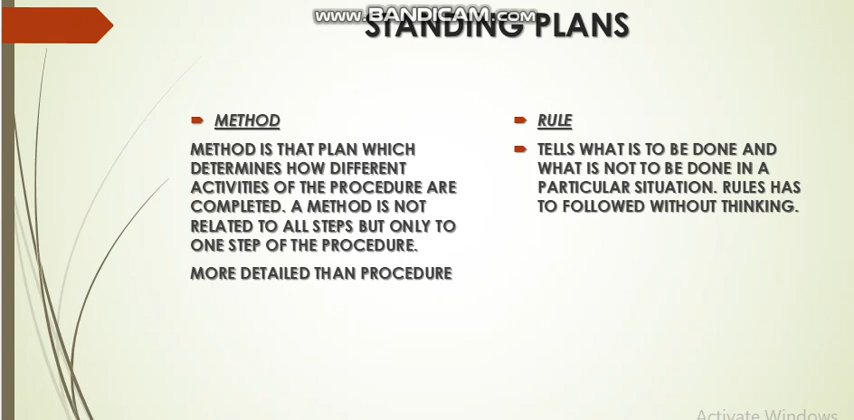 www.BANDICAM.com
STANDING PLANS
METHOD
METHOD IS THAT PLAN WHICH
DETERMINES HOW DIFFERENT
ACTIVITIES OF THE PROCEDURE ARE
COMPLETED. A METHOD IS NOT
RELATED TO ALL STEPS BUT ONLY TO
ONE STEP OF THE PROCEDURE.
MORE DETAILED THAN PROCEDURE
RULE
TELLS WHAT IS TO BE DONE AND
WHAT IS NOT TO BE DONE IN A
PARTICULAR SITUATION. RULES HAS
TO FOLLOWED WITHOUT THINKING.
Activate Windows